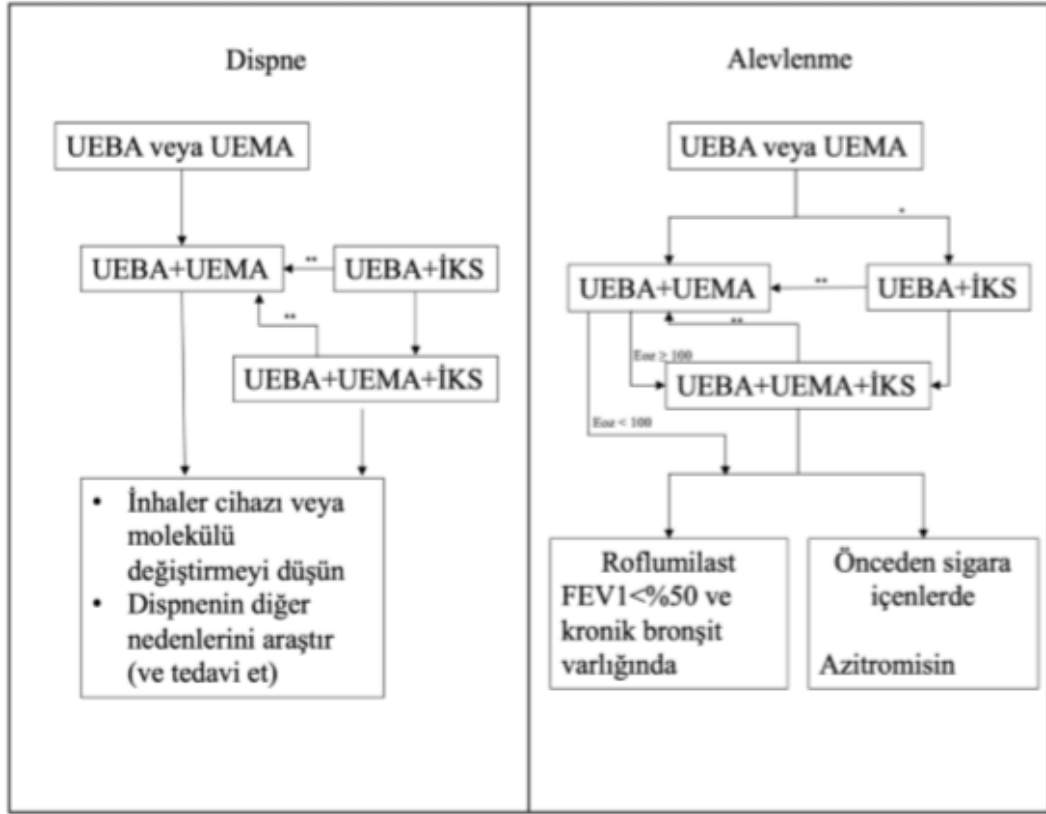 Dispne
UEBA veya UEMA
UEBA+UEMA
**
UEBA+İKS
**
UEBA+UEMA+İKS
• İnhaler cihazı veya
molekülü
değiştirmeyi düşün
• Dispnenin diğer
nedenlerini araştır
(ve tedavi et)
Alevlenme
UEBA veya UEMA
*
UEBA+UEMA
**
UEBA+İKS
**
Eoz ≥ 100
UEBA+UEMA+İKS
Eoz < 100
Roflumilast
FEV1<%50 ve
kronik bronşit
varlığında
Önceden sigara
içenlerde
Azitromisin